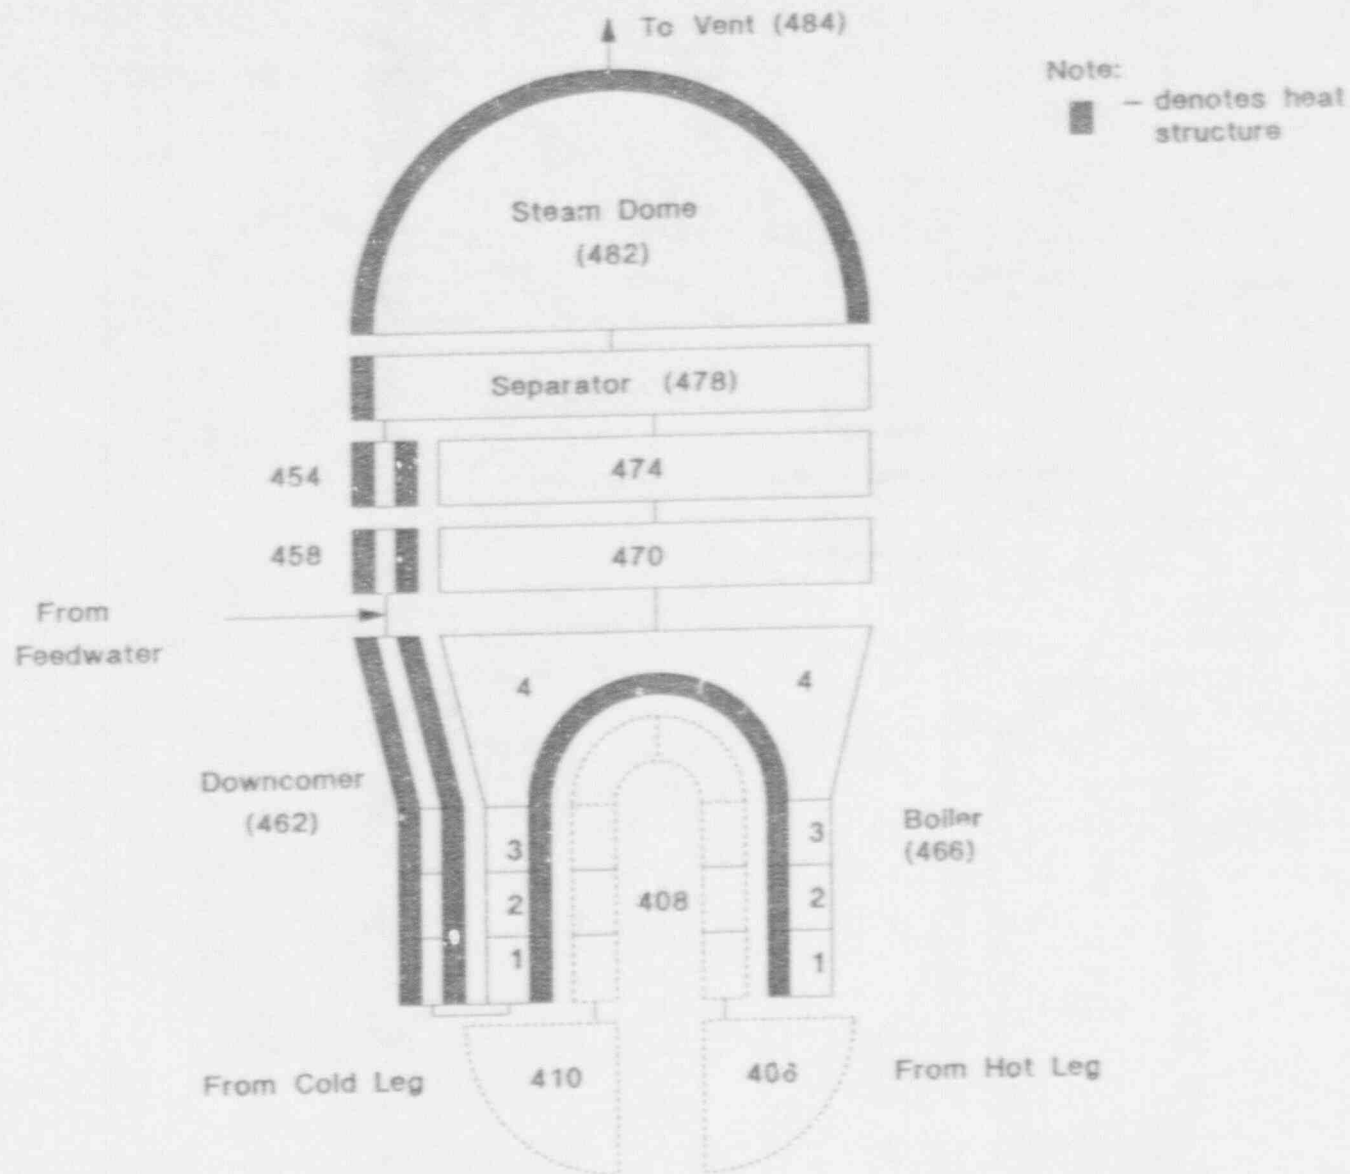 To Vent (484)
Note:
– denotes heat
structure
Steam Dome
(482)
Separator (478)
454
474
458
470
From
Feedwater
4
4
Downcomer
(462)
Boiler
(466)
3
3
2
408
2
1
1
410
406
From Cold Leg
From Hot Leg